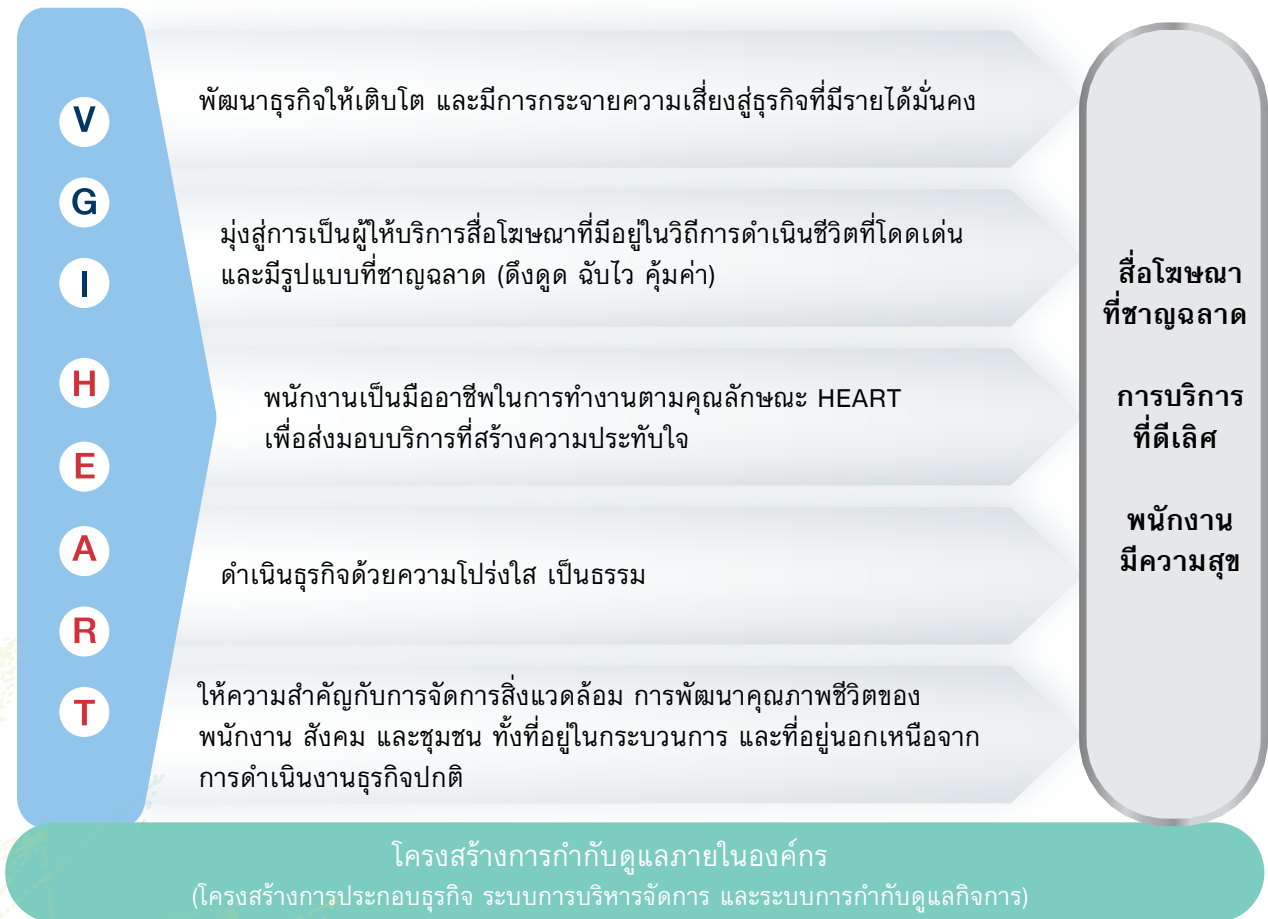 V
G
I
H
E
A
R
T
พัฒนาธุรกิจให้เติบโต และมีการกระจายความเสี่ยงสู่ธุรกิจที่มีรายได้มั่นคง
มุ่งสู่การเป็นผู้ให้บริการสื่อโฆษณาที่มีอยู่ในวิถีการดำเนินชีวิตที่โดดเด่น
และมีรูปแบบที่ชาญฉลาด (ดึงดูด ฉับไว คุ้มค่า)
พนักงานเป็นมืออาชีพในการทำงานตามคุณลักษณะ HEART
เพื่อส่งมอบบริการที่สร้างความประทับใจ
ดำเนินธุรกิจด้วยความโปร่งใส เป็นธรรม
ให้ความสำคัญกับการจัดการสิ่งแวดล้อม การพัฒนาคุณภาพชีวิตของ
พนักงาน สังคม และชุมชน ทั้งที่อยู่ในกระบวนการ และที่อยู่นอกเหนือจาก
การดำเนินงานธุรกิจปกติ
สื่อโฆษณา
ที่ชาญฉลาด
การบริการ
ที่ดีเลิศ
พนักงาน
มีความสุข
โครงสร้างการกำกับดูแลภายในองค์กร
(โครงสร้างการประกอบธุรกิจ ระบบการบริหารจัดการ และระบบการกำกับดูแลกิจการ)